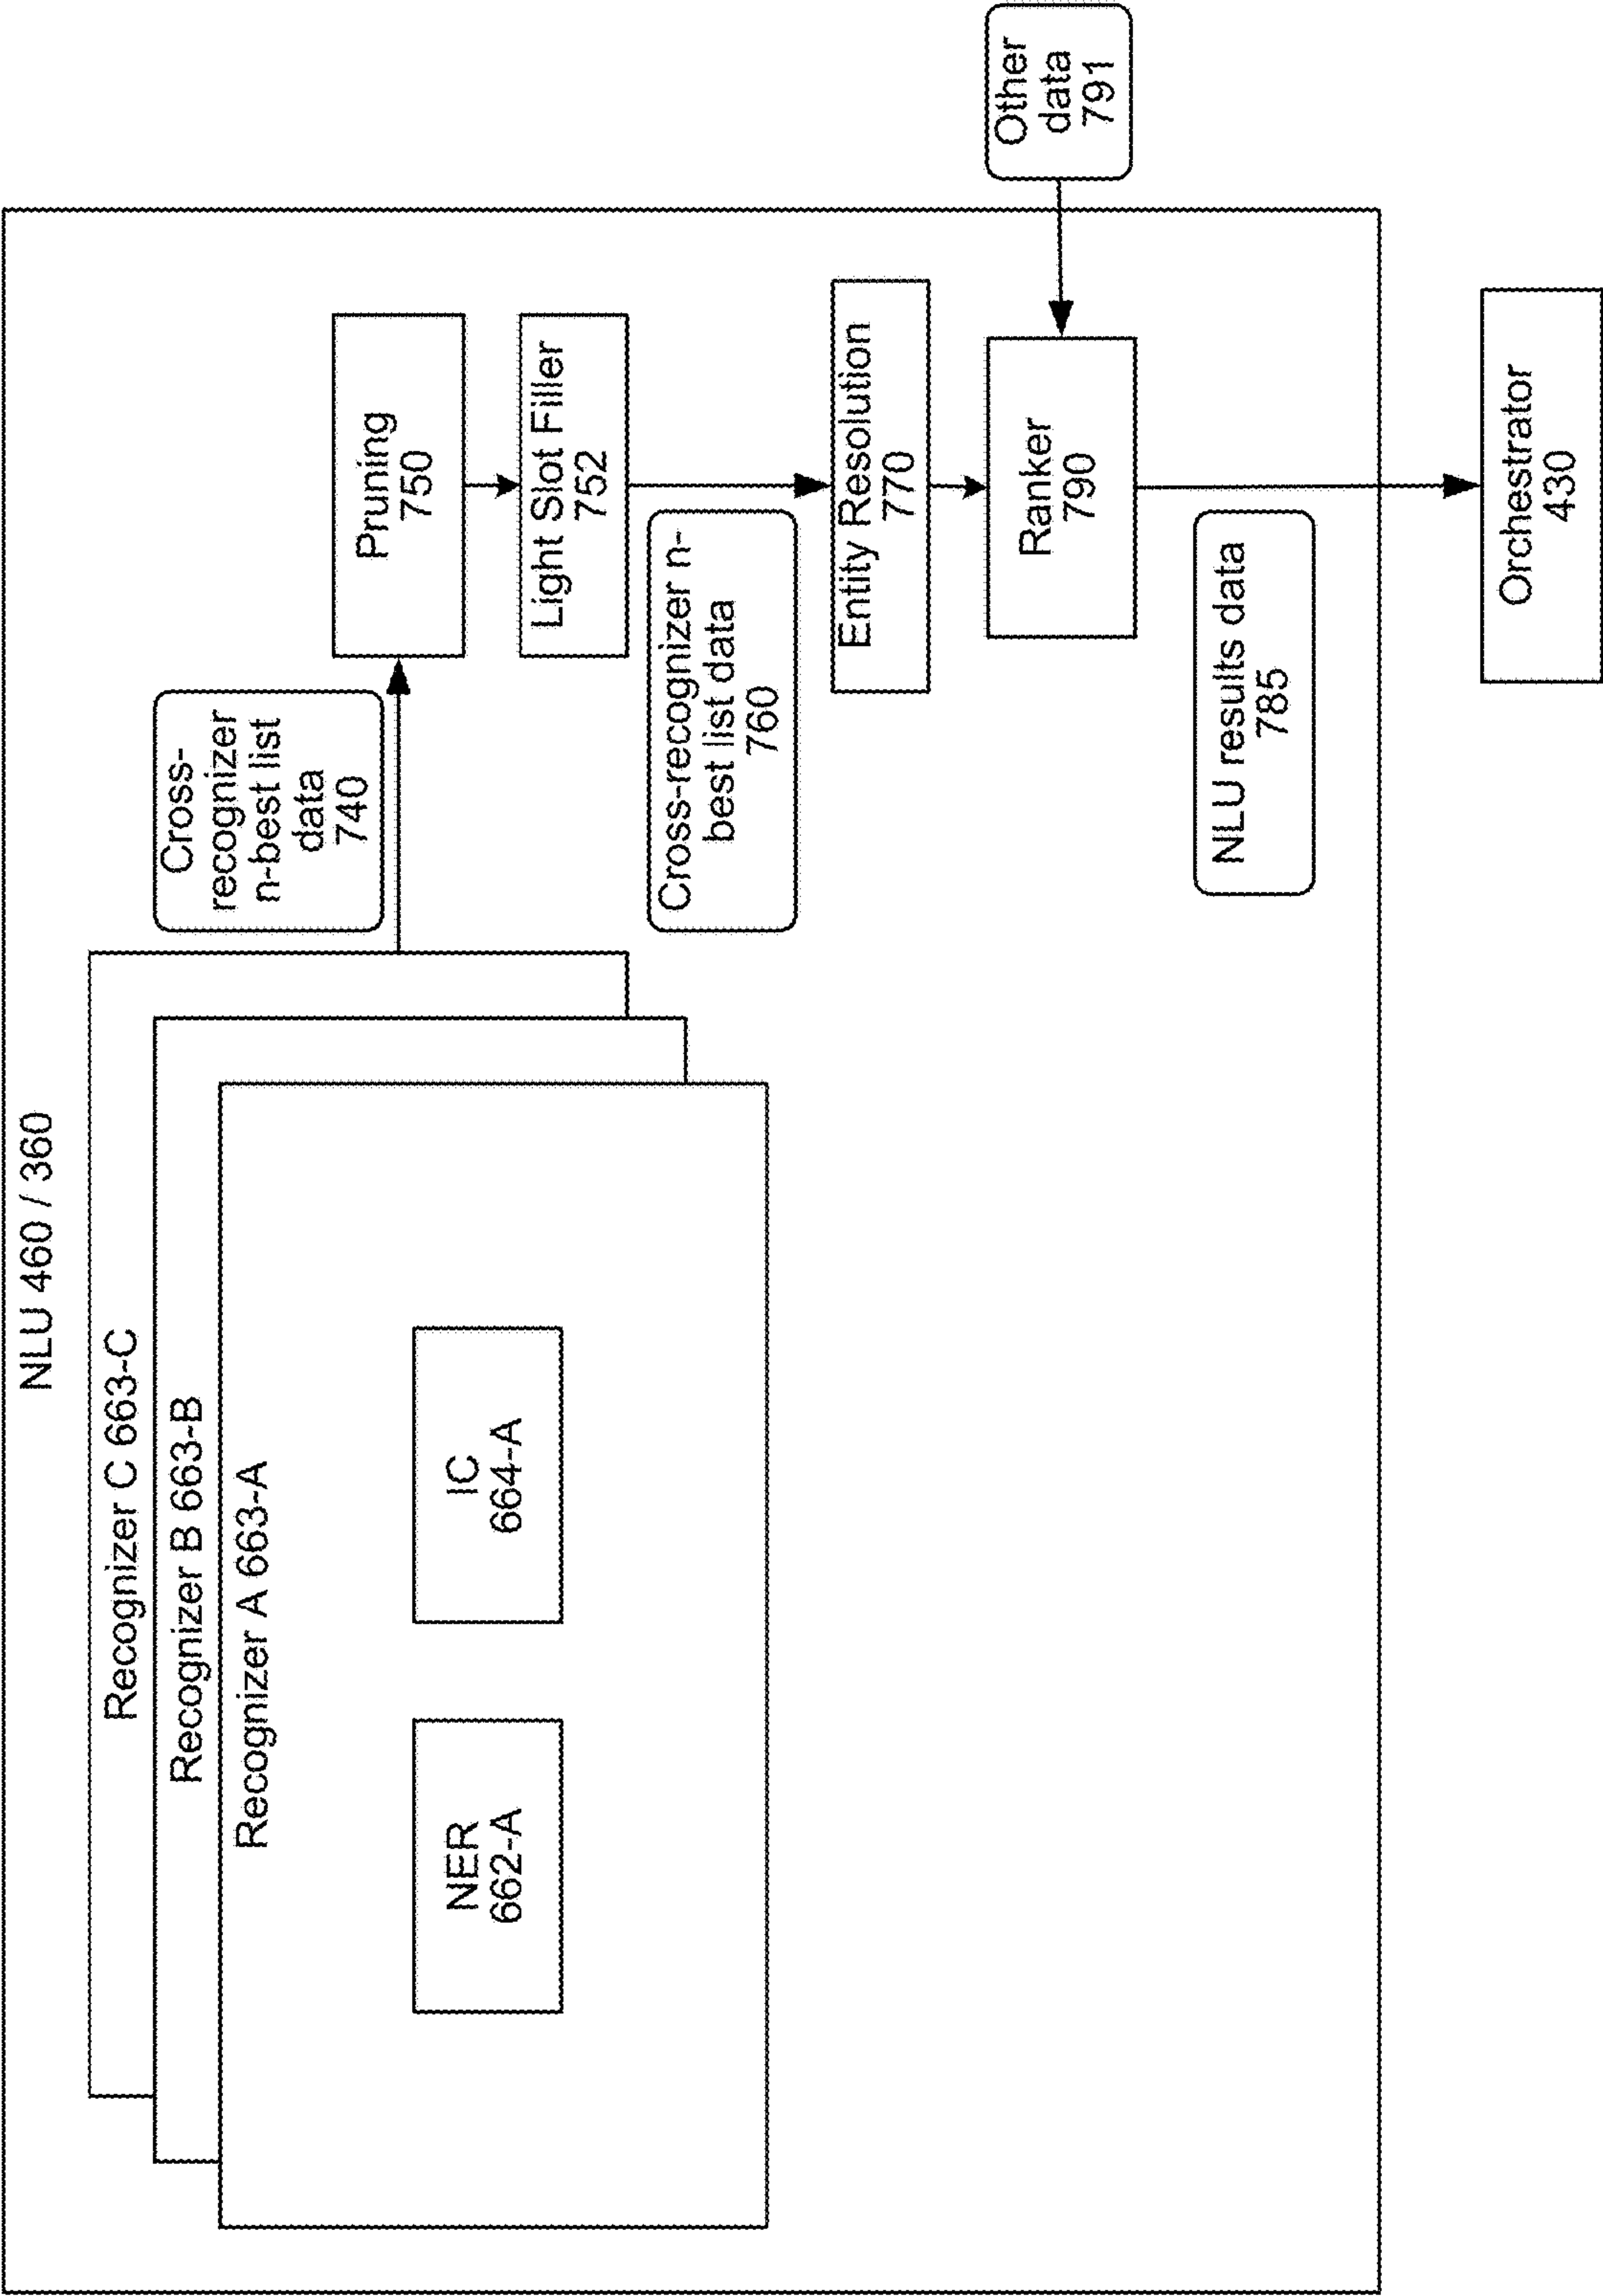 NLU 460 / 360
Recognizer C 663-C
Recognizer B 663-B
Recognizer A 663-A
NER
662-A
IC
664-A
Cross-
recognizer
n-best list
data
740
Pruning
750
Light Slot Filler
752
Cross-recognizer n-
best list data
760
Entity Resolution
770
Ranker
790
Other
data
791
NLU results data
785
Orchestrator
430